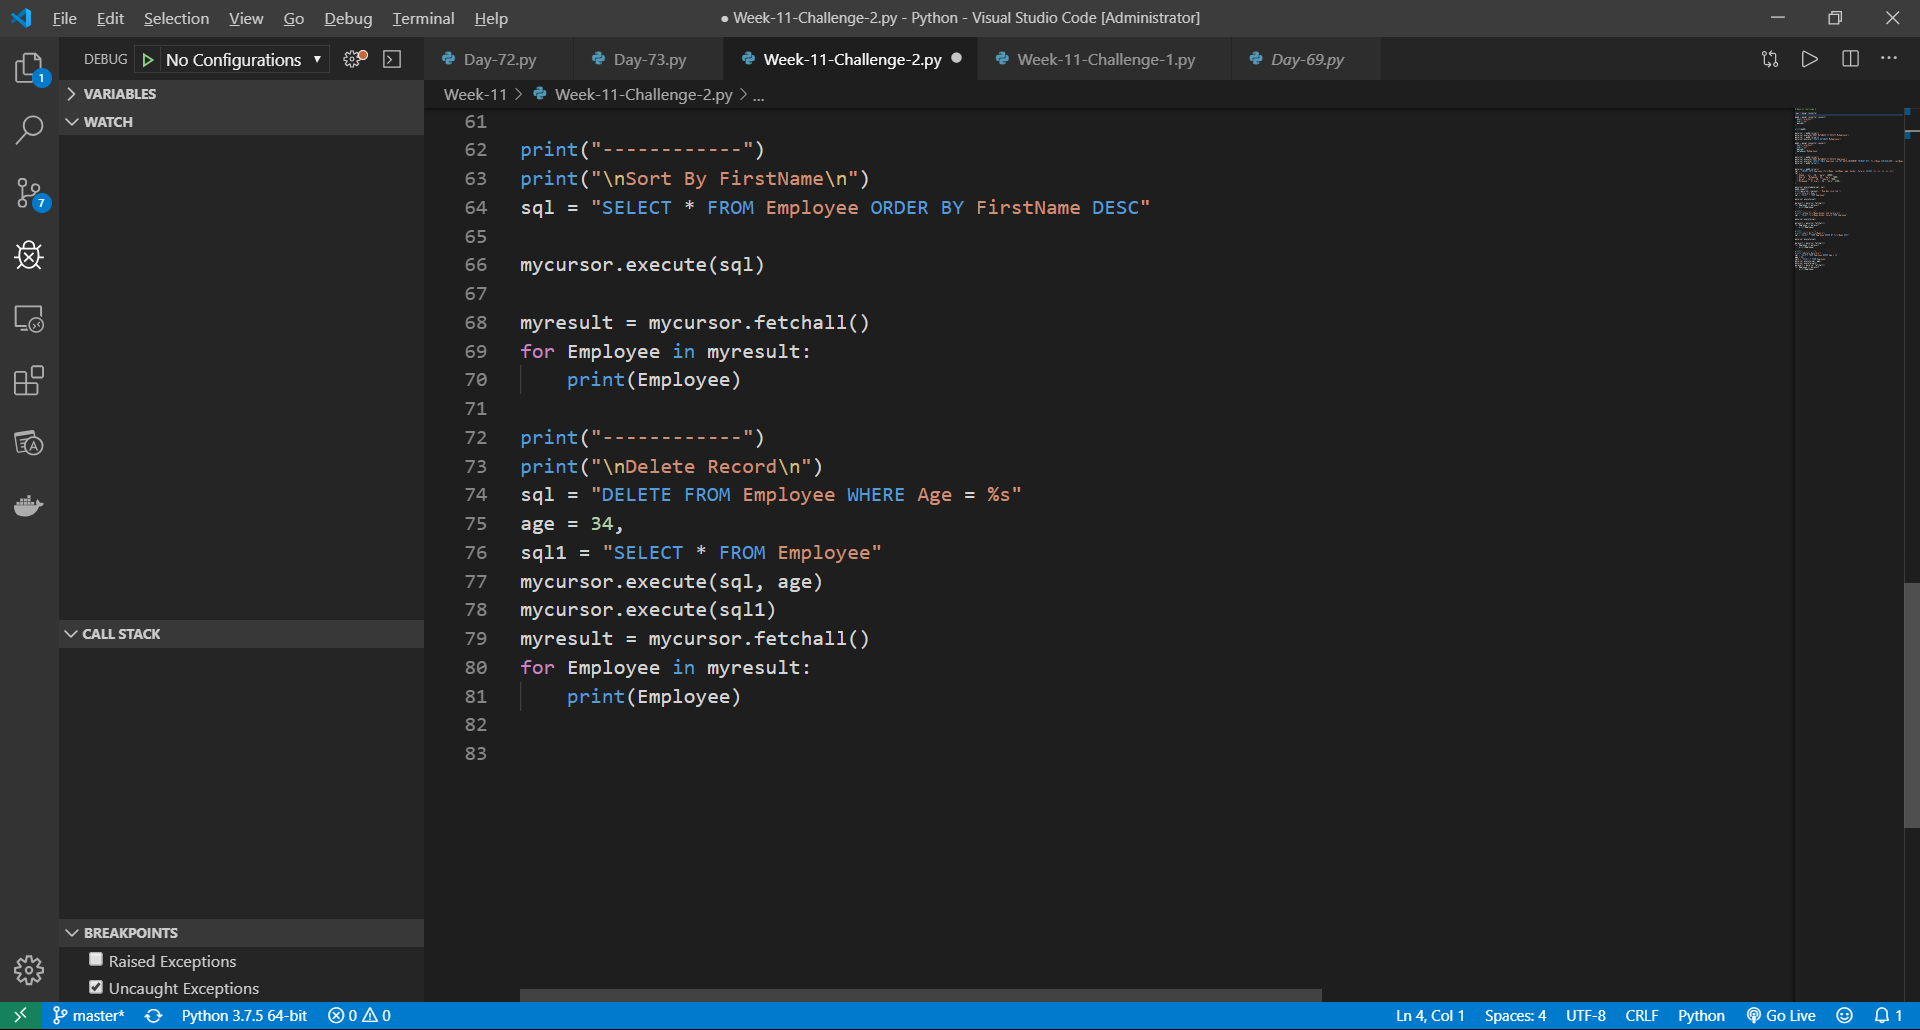 File Edit Selection View Go Debug Terminal Help
● Week-11-Challenge-2.py - Python - Visual Studio Code [Administrator]
1
7
DEBUG No Configurations
Day-72.py Day-73.py Week-11-Challenge-2.py Week-11-Challenge-1.py Day-69.py
VARIABLES
WATCH
CALL STACK
BREAKPOINTS
Raised Exceptions
Uncaught Exceptions
Week-11 > Week-11-Challenge-2.py > ...
61
62 print("------------")
63 print("\nSort By FirstName\n")
64 sql = "SELECT * FROM Employee ORDER BY FirstName DESC"
65
66 mycursor.execute(sql)
67
68 myresult = mycursor.fetchall()
69 for Employee in myresult:
70     print(Employee)
71
72 print("------------")
73 print("\nDelete Record\n")
74 sql = "DELETE FROM Employee WHERE Age = %s"
75 age = 34,
76 sql1 = "SELECT * FROM Employee"
77 mycursor.execute(sql, age)
78 mycursor.execute(sql1)
79 myresult = mycursor.fetchall()
80 for Employee in myresult:
81     print(Employee)
82
83
master* Python 3.7.5 64-bit 0 0 Ln 4, Col 1 Spaces: 4 UTF-8 CRLF Python Go Live 1